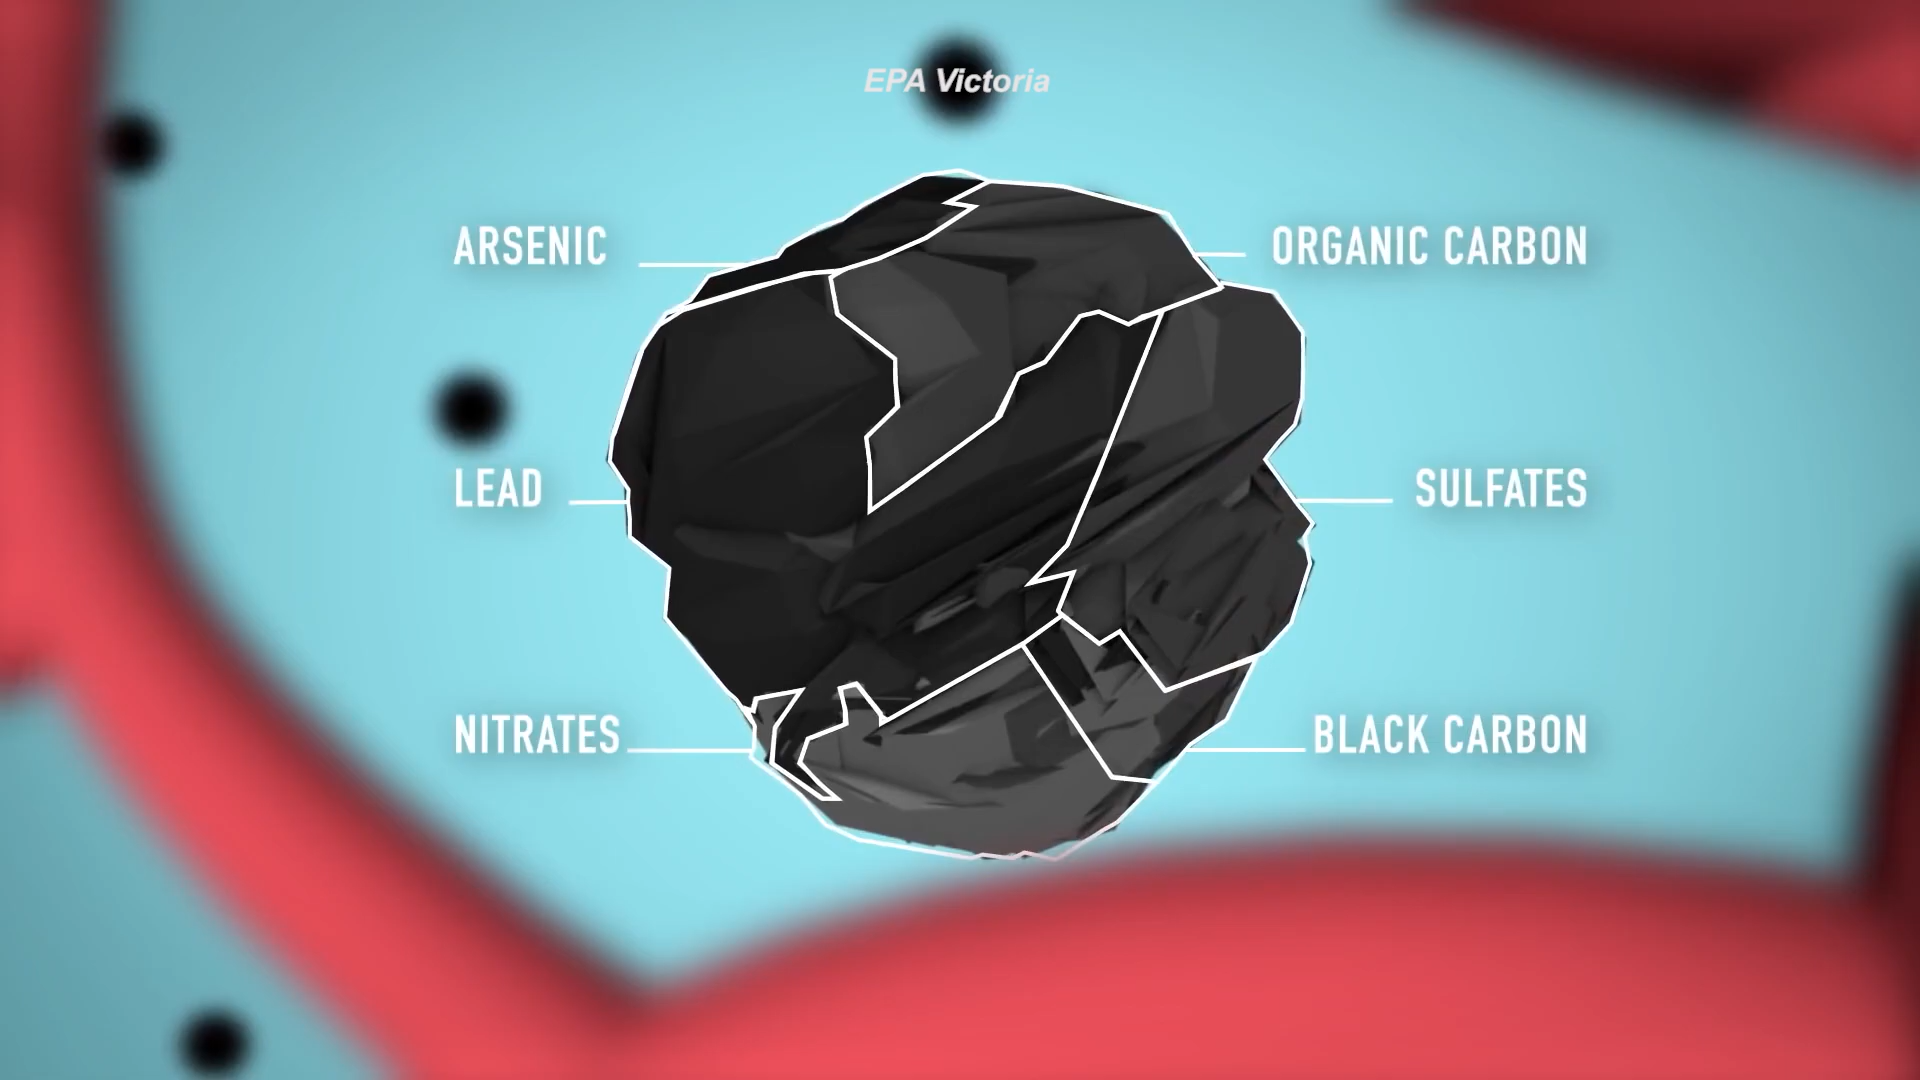 EPA Victoria
ARSENIC
ORGANIC CARBON
LEAD
SULFATES
NITRATES
BLACK CARBON